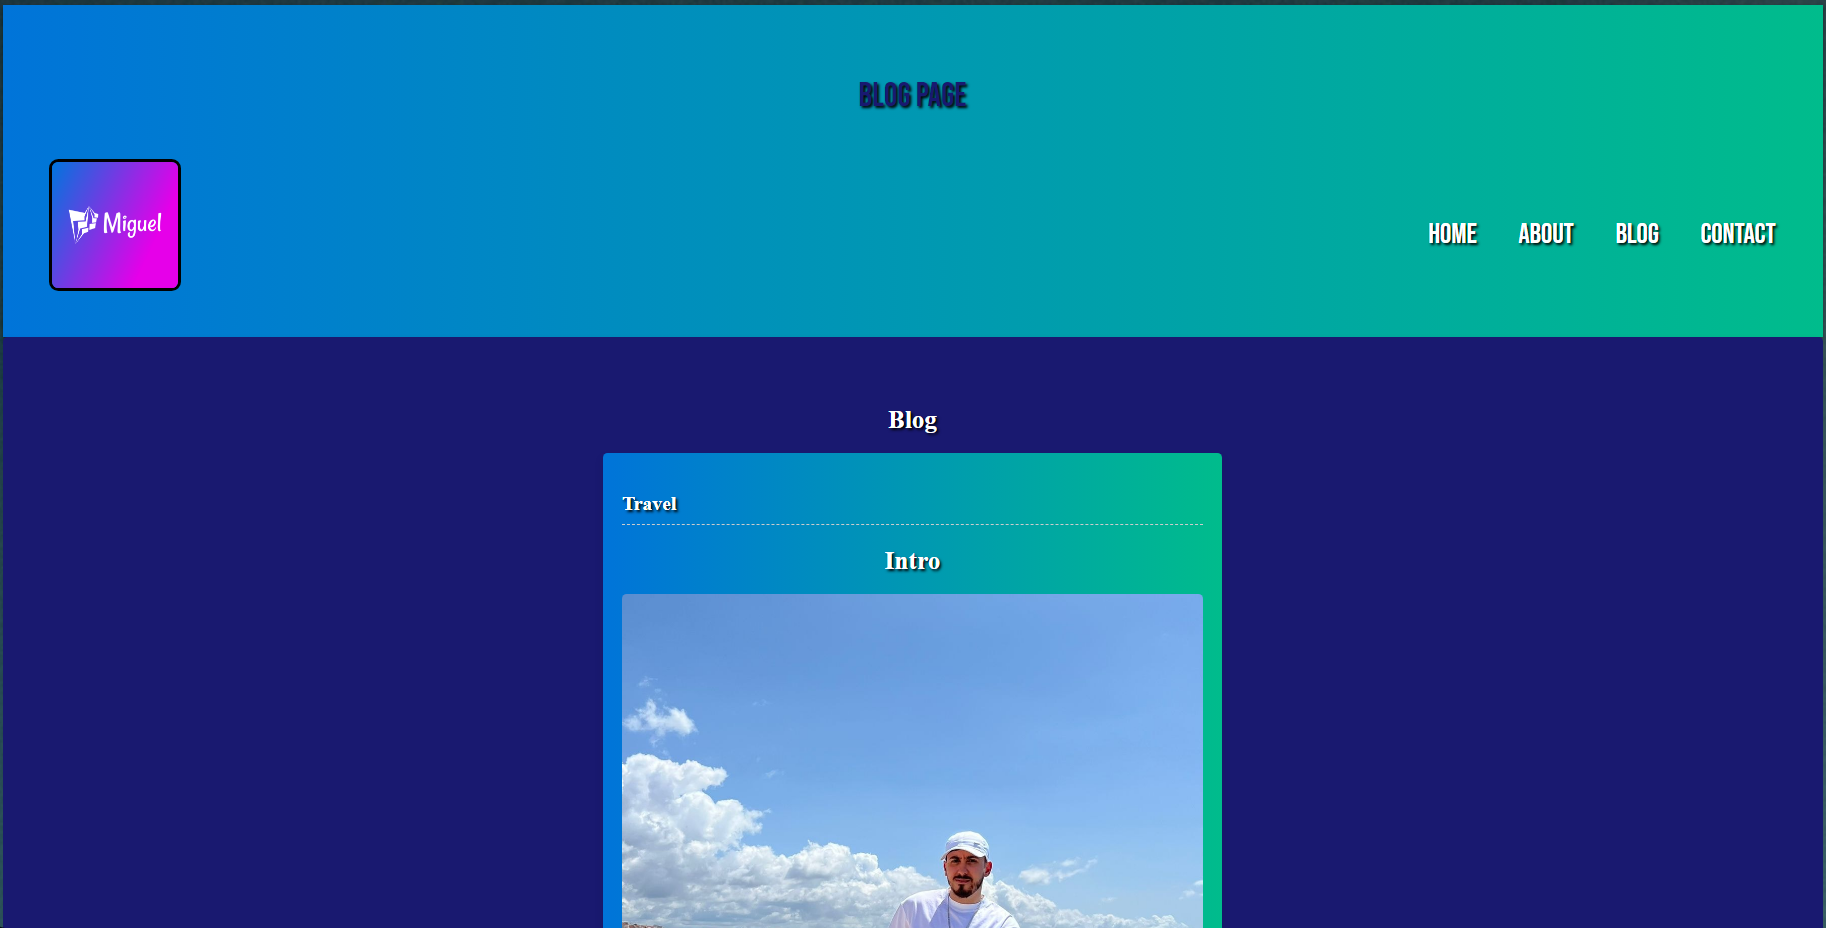 BLOG PAGE
Miguel
HOME ABOUT BLOG CONTACT
Blog
Travel
Intro